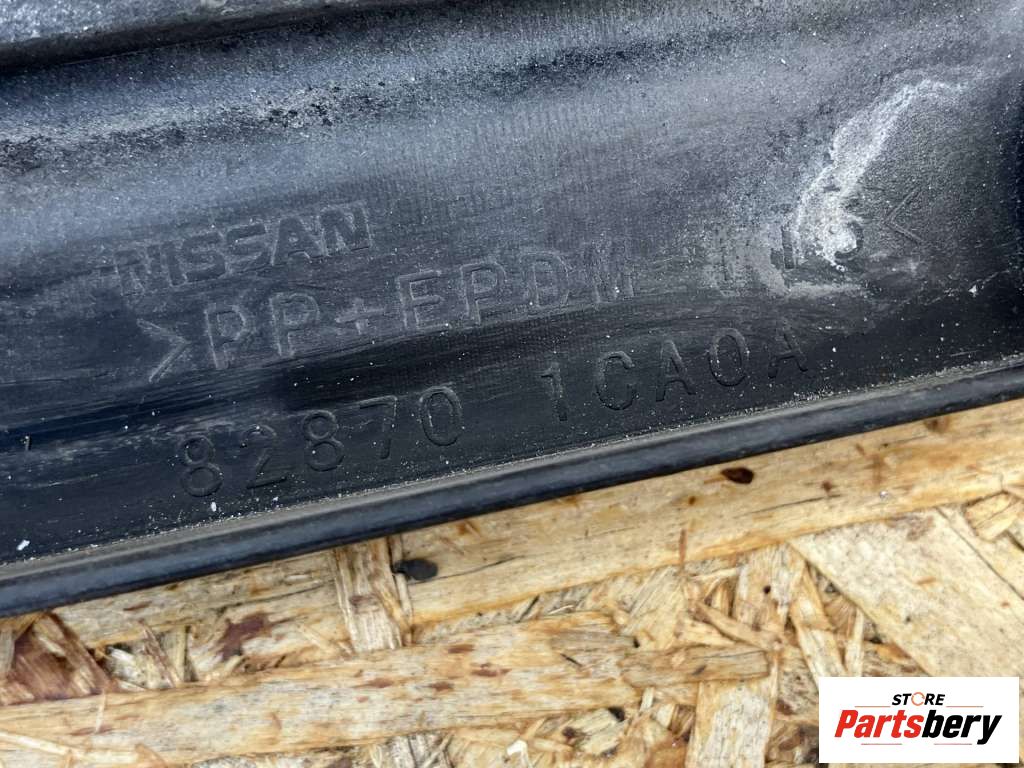 NISSAN
>PP+EPDM
82870 1CA0A
STORE
Partsbery